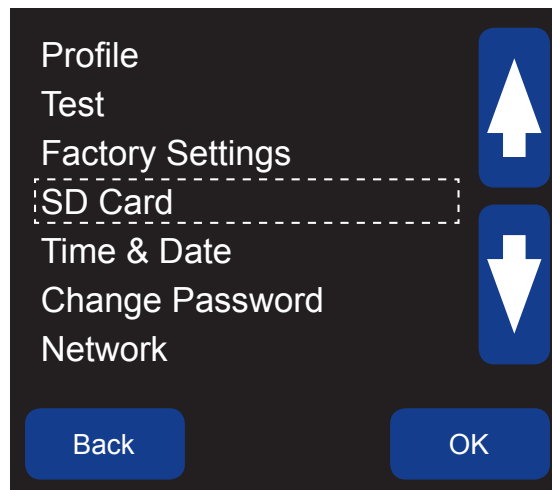 Profile
Test
Factory Settings
SD Card
Time & Date
Change Password
Network
Back
OK